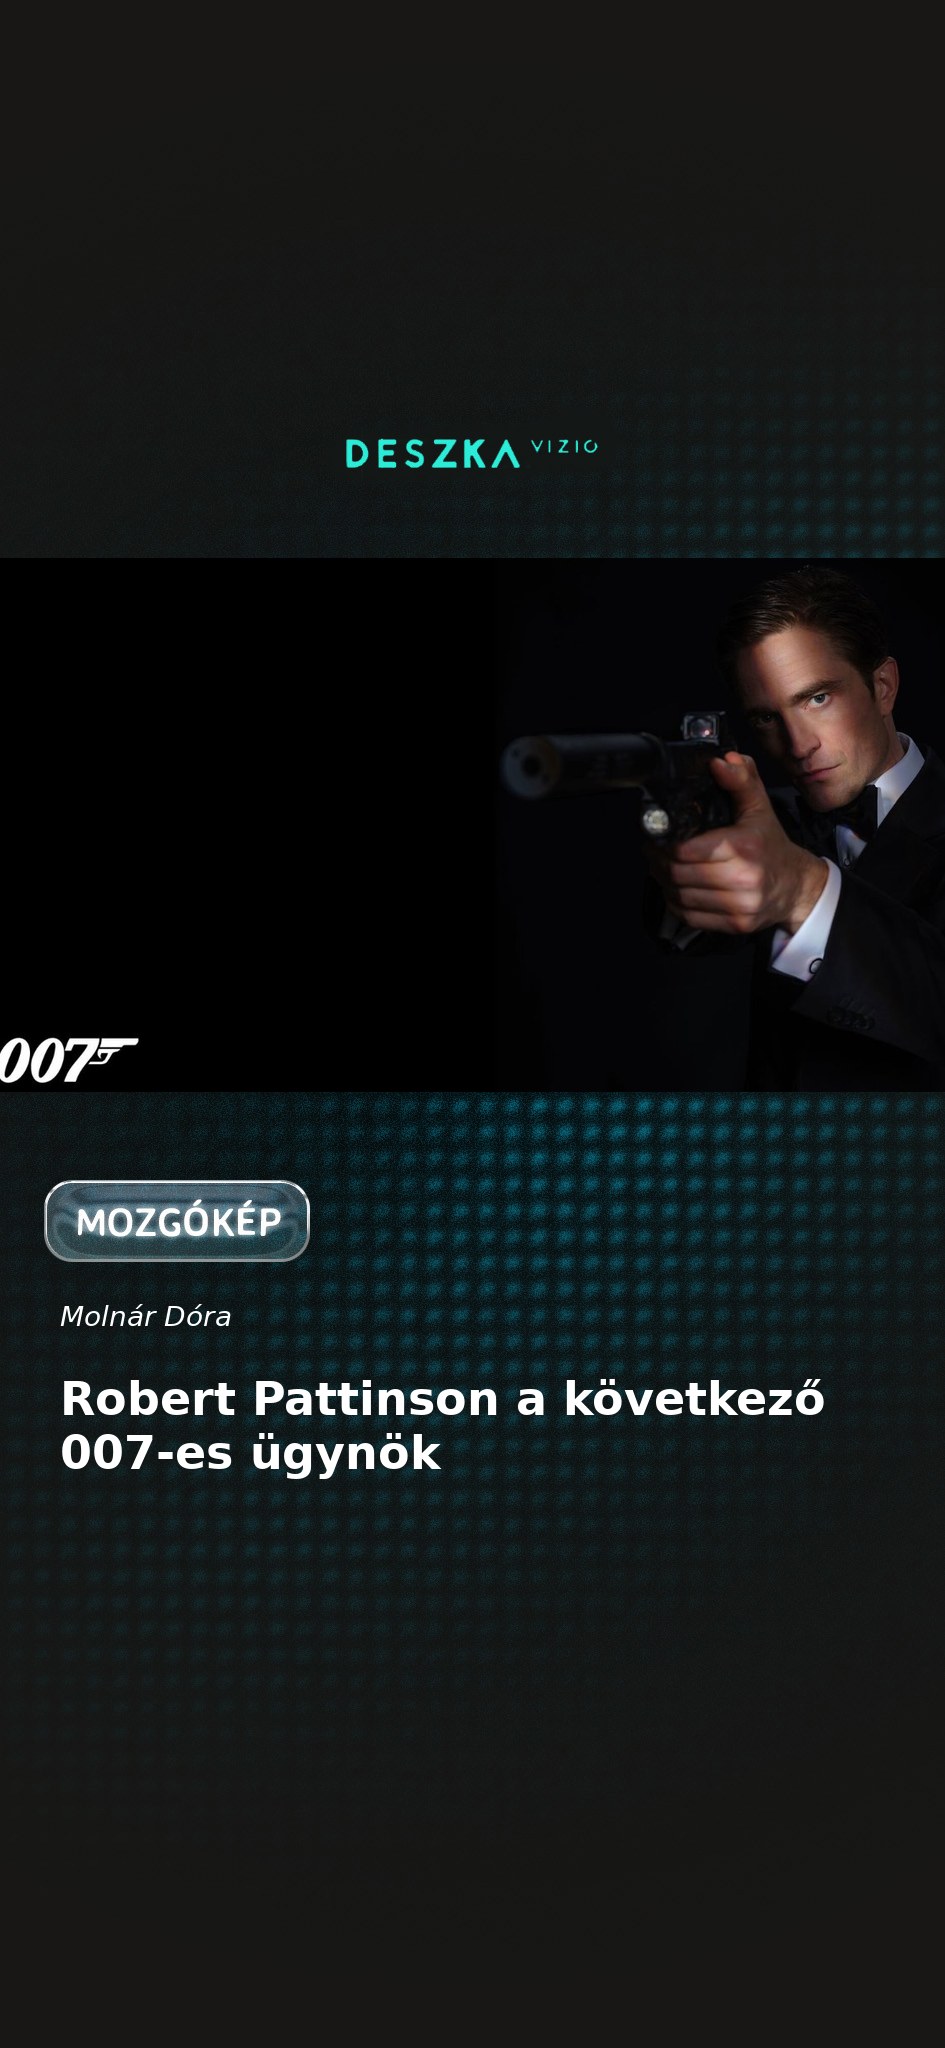 DESZKA VIZIO
007
MOZGÓKÉP
Molnár Dóra
Robert Pattinson a következő
007-es ügynök